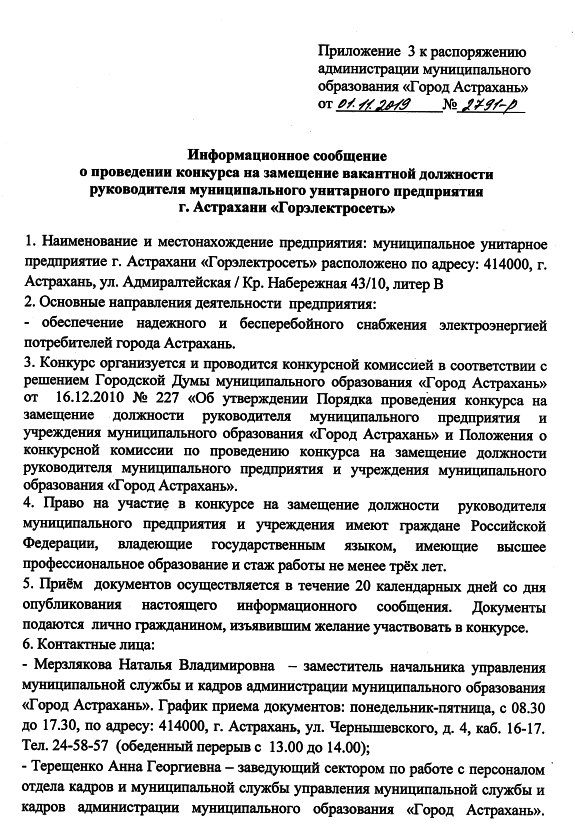 Приложение 3 к распоряжению
администрации муниципального
образования «Город Астрахань»
от 01.11.2019 № 2791-р
Информационное сообщение
о проведении конкурса на замещение вакантной должности
руководителя муниципального унитарного предприятия
г. Астрахани «Горэлектросеть»
1. Наименование и местонахождение предприятия: муниципальное унитарное
предприятие г. Астрахани «Горэлектросеть» расположено по адресу: 414000, г.
Астрахань, ул. Адмиралтейская / Кр. Набережная 43/10, литер В
2. Основные направления деятельности предприятия:
- обеспечение надежного и бесперебойного снабжения электроэнергией
потребителей города Астрахань.
3. Конкурс организуется и проводится конкурсной комиссией в соответствии с
решением Городской Думы муниципального образования «Город Астрахань»
от 16.12.2010 № 227 «Об утверждении Порядка проведения конкурса на
замещение должности руководителя муниципального предприятия и
учреждения муниципального образования «Город Астрахань» и Положения о
конкурсной комиссии по проведению конкурса на замещение должности
руководителя муниципального предприятия и учреждения муниципального
образования «Город Астрахань».
4. Право на участие в конкурсе на замещение должности руководителя
муниципального предприятия и учреждения имеют граждане Российской
Федерации, владеющие государственным языком, имеющие высшее
профессиональное образование и стаж работы не менее трёх лет.
5. Приём документов осуществляется в течение 20 календарных дней со дня
опубликования настоящего информационного сообщения. Документы
подаются лично гражданином, изъявившим желание участвовать в конкурсе.
6. Контактные лица:
- Мерзлякова Наталья Владимировна – заместитель начальника управления
муниципальной службы и кадров администрации муниципального образования
«Город Астрахань». График приема документов: понедельник-пятница, с 08.30
до 17.30, по адресу: 414000, г. Астрахань, ул. Чернышевского, д. 4, каб. 16-17.
Тел. 24-58-57 (обеденный перерыв с 13.00 до 14.00);
- Терещенко Анна Георгиевна – заведующий сектором по работе с персоналом
отдела кадров и муниципальной службы управления муниципальной службы и
кадров администрации муниципального образования «Город Астрахань».